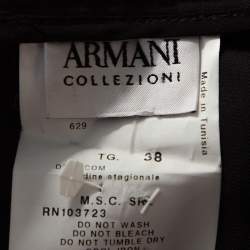 ARMANI
COLLEZIONI
Made in Tunisia
629
TG. 38
COM
dine stagionale
M.S.C. S
RN103723
DO NOT WASH
DO NOT BLEACH
DO NOT TUMBLE DRY